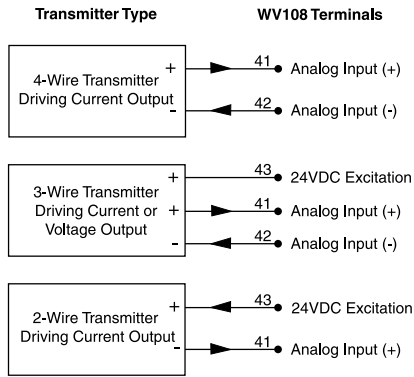 Transmitter Type WV108 Terminals
4-Wire Transmitter
Driving Current Output
+ 41 Analog Input (+)
- 42 Analog Input (-)
3-Wire Transmitter
Driving Current or
Voltage Output
+ 43 24VDC Excitation
+ 41 Analog Input (+)
- 42 Analog Input (-)
2-Wire Transmitter
Driving Current Output
+ 43 24VDC Excitation
- 41 Analog Input (+)